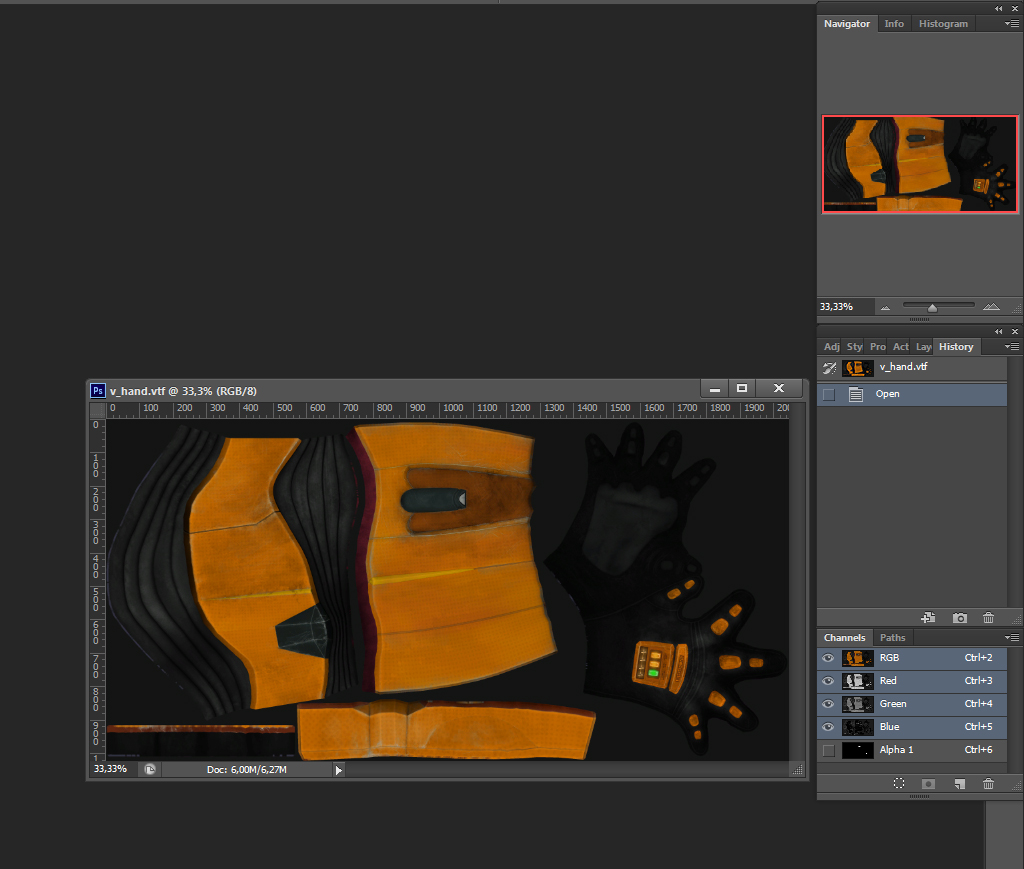 Navigator Info Histogram
33,33%
Adj Sty Pro Act Lay History
v_hand.vtf
Open
Ps v_hand.vtf @ 33,3% (RGB/8)
0 100 200 300 400 500 600 700 800 900 1000 1100 1200 1300 1400 1500 1600 1700 1800 1900 200
0
100
200
300
400
500
600
700
800
900
1
33,33% Doc: 6,00M/6,27M
Channels Paths
RGB Ctrl+2
Red Ctrl+3
Green Ctrl+4
Blue Ctrl+5
Alpha 1 Ctrl+6